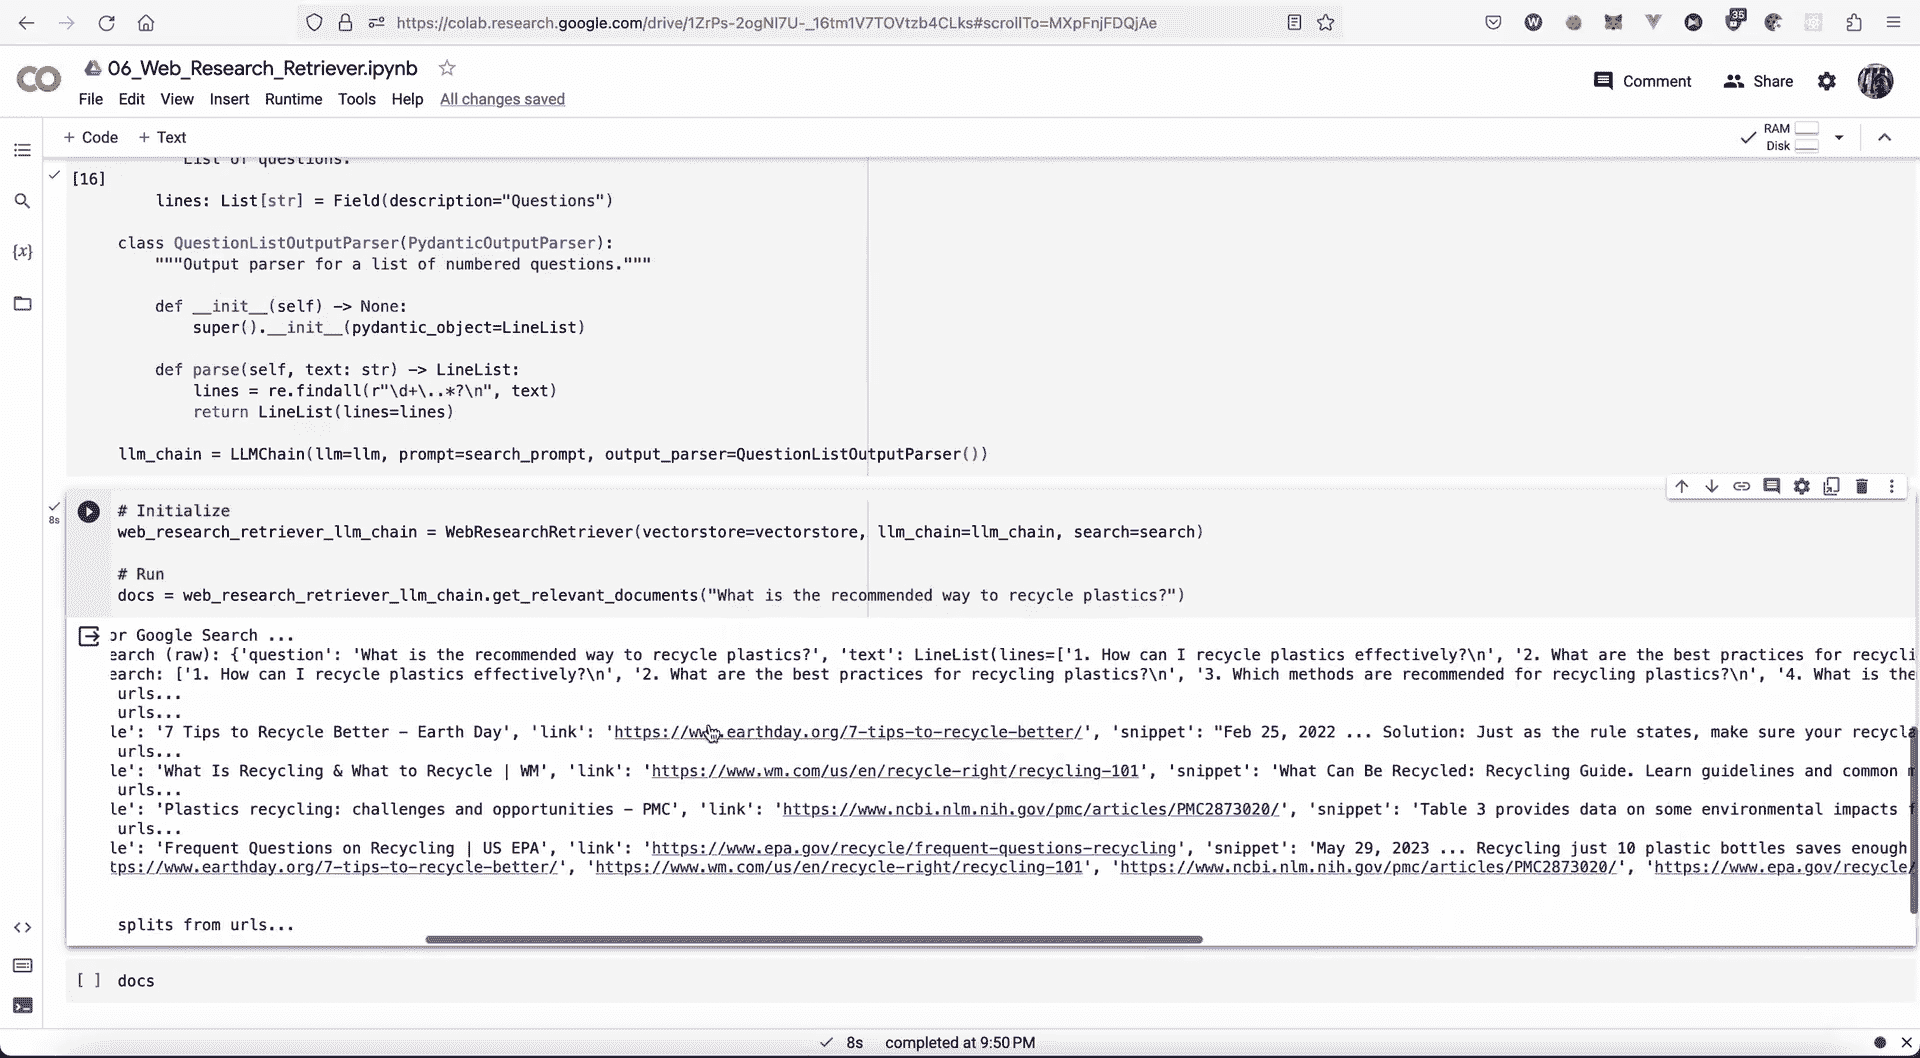 https://colab.research.google.com/drive/1ZrPs-2ogNI7U-_16tm1V7TOVtzb4CLks#scrollTo=MXpFnjFDQjAe
W
35
CO
06_Web_Research_Retriever.ipynb
File Edit View Insert Runtime Tools Help All changes saved
Comment
Share
+ Code + Text
RAM
Disk
List of questions.
[16]
lines: List[str] = Field(description="Questions")
class QuestionListOutputParser(PydanticOutputParser):
"""Output parser for a list of numbered questions."""
def __init__(self) -> None:
super().__init__(pydantic_object=LineList)
def parse(self, text: str) -> LineList:
lines = re.findall(r"\d+\..*?\n", text)
return LineList(lines=lines)
llm_chain = LLMChain(llm=llm, prompt=search_prompt, output_parser=QuestionListOutputParser())
8s
# Initialize
web_research_retriever_llm_chain = WebResearchRetriever(vectorstore=vectorstore, llm_chain=llm_chain, search=search)
# Run
docs = web_research_retriever_llm_chain.get_relevant_documents("What is the recommended way to recycle plastics?")
or Google Search ...
earch (raw): {'question': 'What is the recommended way to recycle plastics?', 'text': LineList(lines=['1. How can I recycle plastics effectively?\n', '2. What are the best practices for recycli
earch: ['1. How can I recycle plastics effectively?\n', '2. What are the best practices for recycling plastics?\n', '3. Which methods are recommended for recycling plastics?\n', '4. What is the
urls...
urls...
le': '7 Tips to Recycle Better - Earth Day', 'link': 'https://www.earthday.org/7-tips-to-recycle-better/', 'snippet': "Feb 25, 2022 ... Solution: Just as the rule states, make sure your recycla
urls...
le': 'What Is Recycling & What to Recycle | WM', 'link': 'https://www.wm.com/us/en/recycle-right/recycling-101', 'snippet': 'What Can Be Recycled: Recycling Guide. Learn guidelines and common m
urls...
le': 'Plastics recycling: challenges and opportunities - PMC', 'link': 'https://www.ncbi.nlm.nih.gov/pmc/articles/PMC2873020/', 'snippet': 'Table 3 provides data on some environmental impacts f
urls...
le': 'Frequent Questions on Recycling | US EPA', 'link': 'https://www.epa.gov/recycle/frequent-questions-recycling', 'snippet': 'May 29, 2023 ... Recycling just 10 plastic bottles saves enough
tps://www.earthday.org/7-tips-to-recycle-better/', 'https://www.wm.com/us/en/recycle-right/recycling-101', 'https://www.ncbi.nlm.nih.gov/pmc/articles/PMC2873020/', 'https://www.epa.gov/recycle/
splits from urls...
[ ] docs
8s completed at 9:50 PM